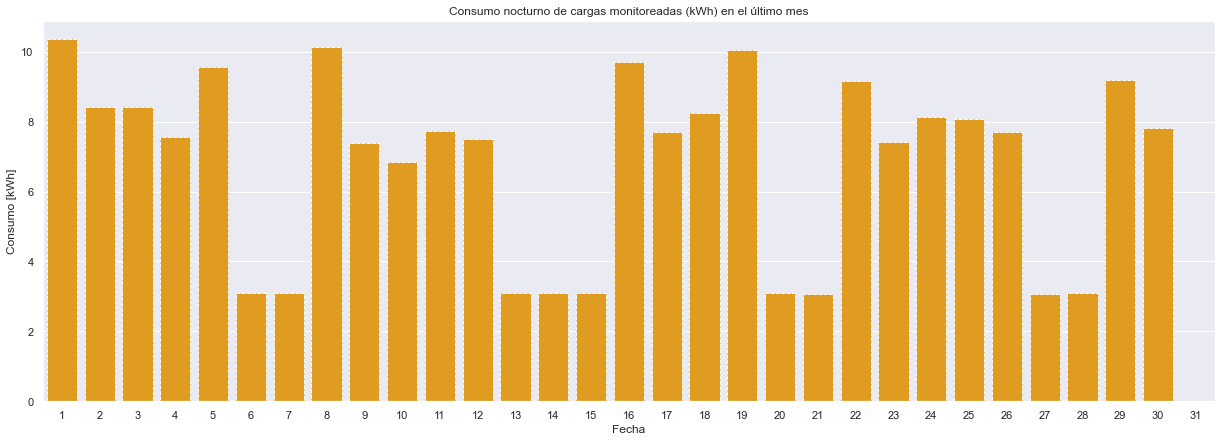 Consumo nocturno de cargas monitoreadas (kWh) en el último mes
Consumo [kWh]
10
8
6
4
2
0
1 2 3 4 5 6 7 8 9 10 11 12 13 14 15 16 17 18 19 20 21 22 23 24 25 26 27 28 29 30 31
Fecha